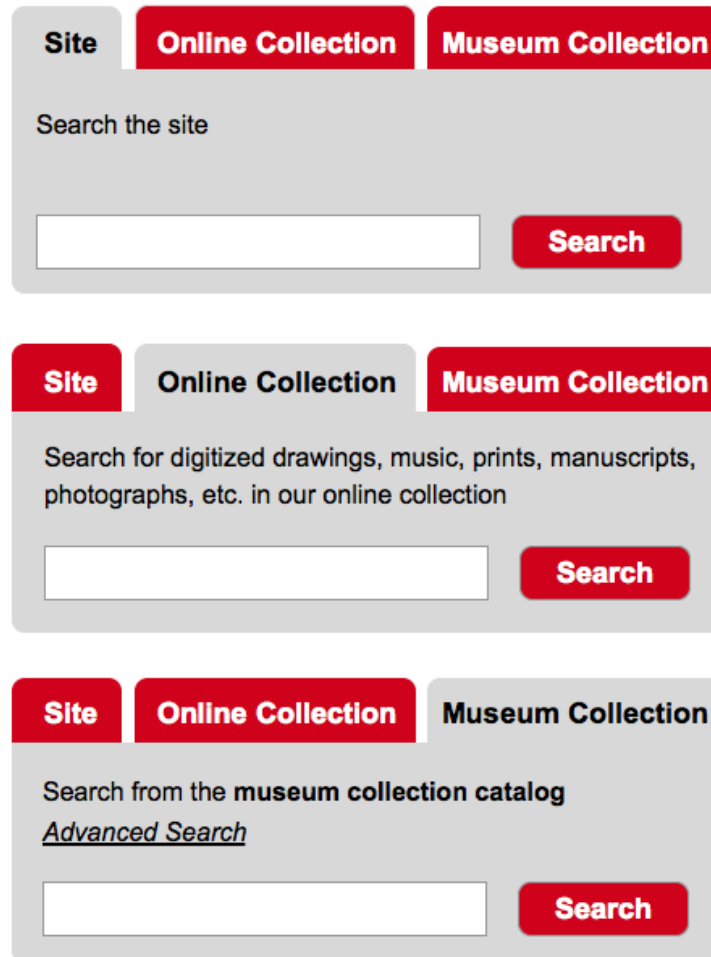 Site Online Collection Museum Collection
Search the site
Search
Site Online Collection Museum Collection
Search for digitized drawings, music, prints, manuscripts,
photographs, etc. in our online collection
Search
Site Online Collection Museum Collection
Search from the museum collection catalog
Advanced Search
Search